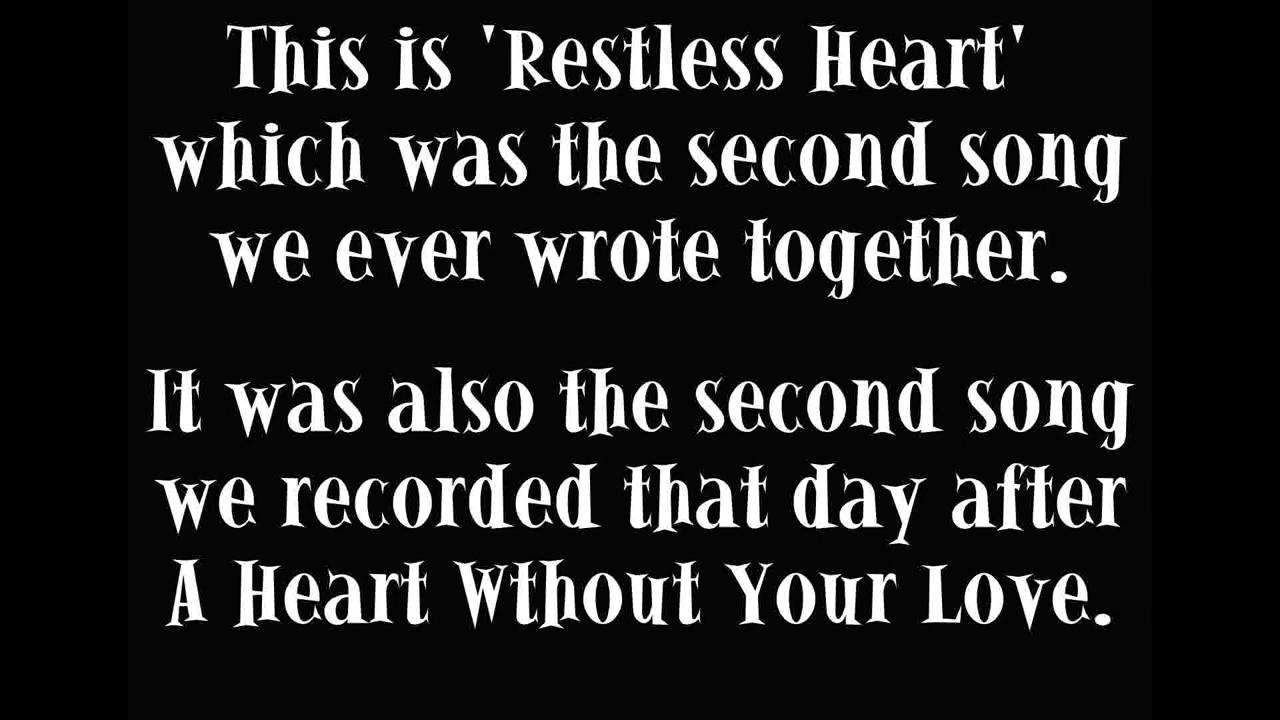 This is 'Restless Heart'
which was the second song
we ever wrote together.
It was also the second song
we recorded that day after
A Heart Wthout Your Love.